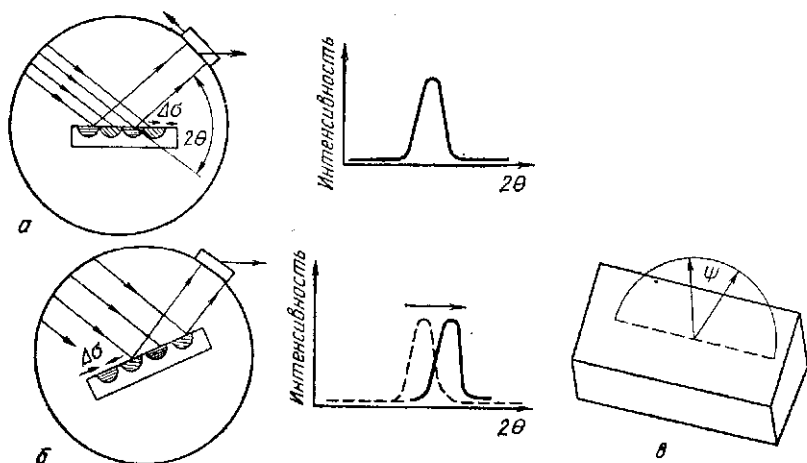 Δσ
2θ
а
Интенсивность
2θ
Δσ
б
Интенсивность
2θ
ψ
в